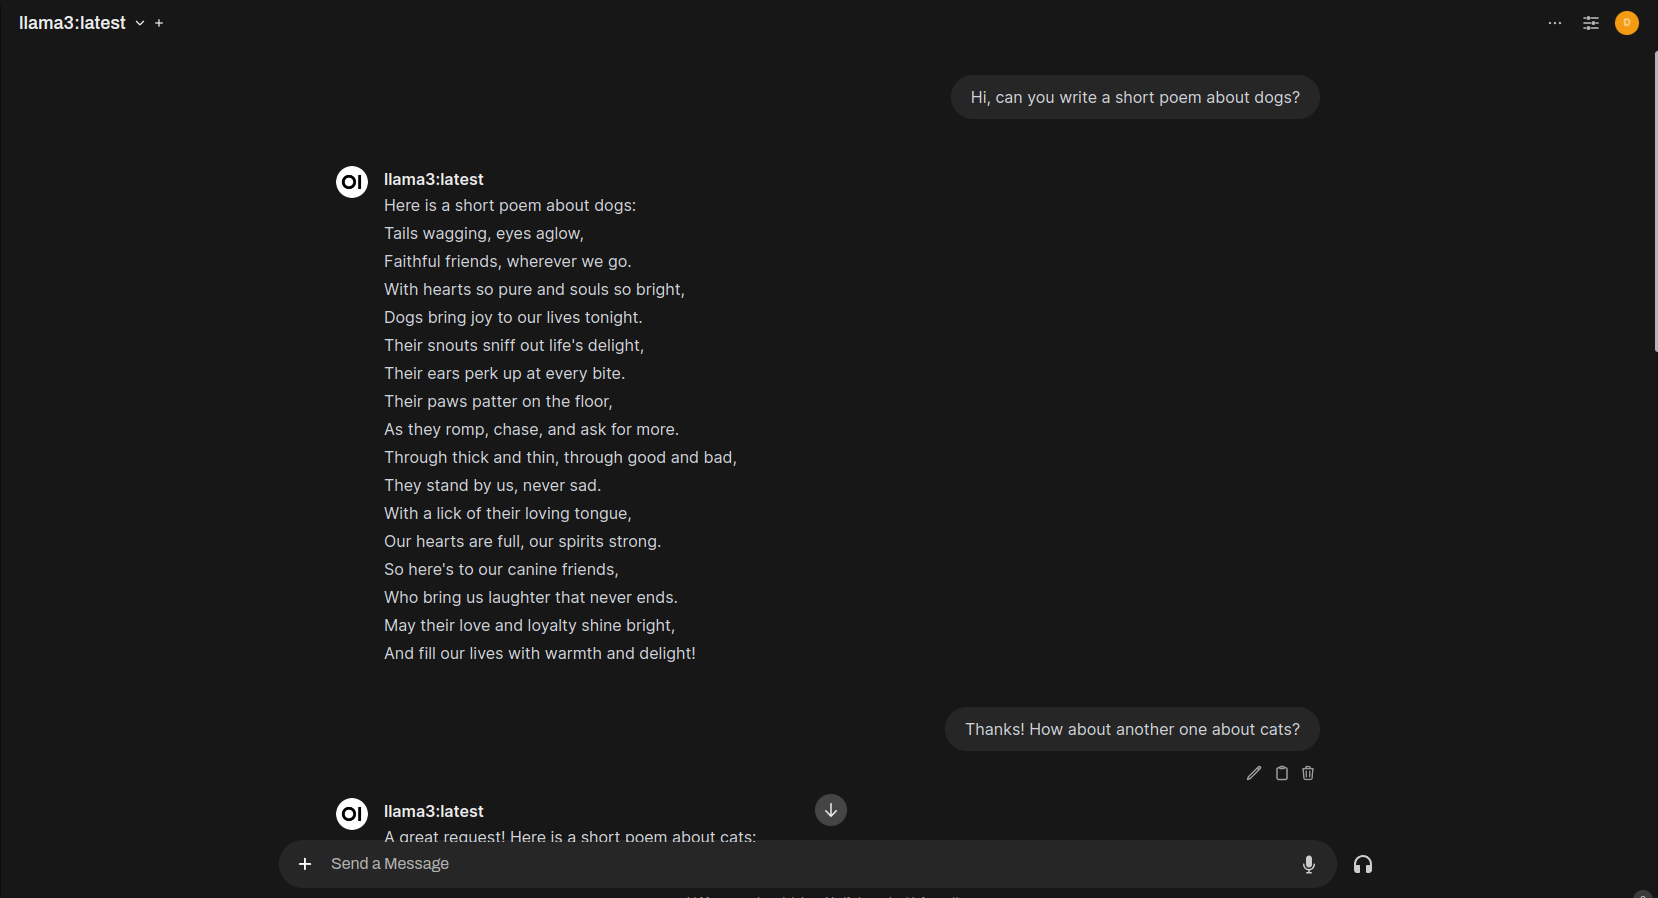 llama3:latest
D
Hi, can you write a short poem about dogs?
OI
llama3:latest
Here is a short poem about dogs:
Tails wagging, eyes aglow,
Faithful friends, wherever we go.
With hearts so pure and souls so bright,
Dogs bring joy to our lives tonight.
Their snouts sniff out life's delight,
Their ears perk up at every bite.
Their paws patter on the floor,
As they romp, chase, and ask for more.
Through thick and thin, through good and bad,
They stand by us, never sad.
With a lick of their loving tongue,
Our hearts are full, our spirits strong.
So here's to our canine friends,
Who bring us laughter that never ends.
May their love and loyalty shine bright,
And fill our lives with warmth and delight!
Thanks! How about another one about cats?
OI
llama3:latest
A great request! Here is a short poem about cats:
Send a Message